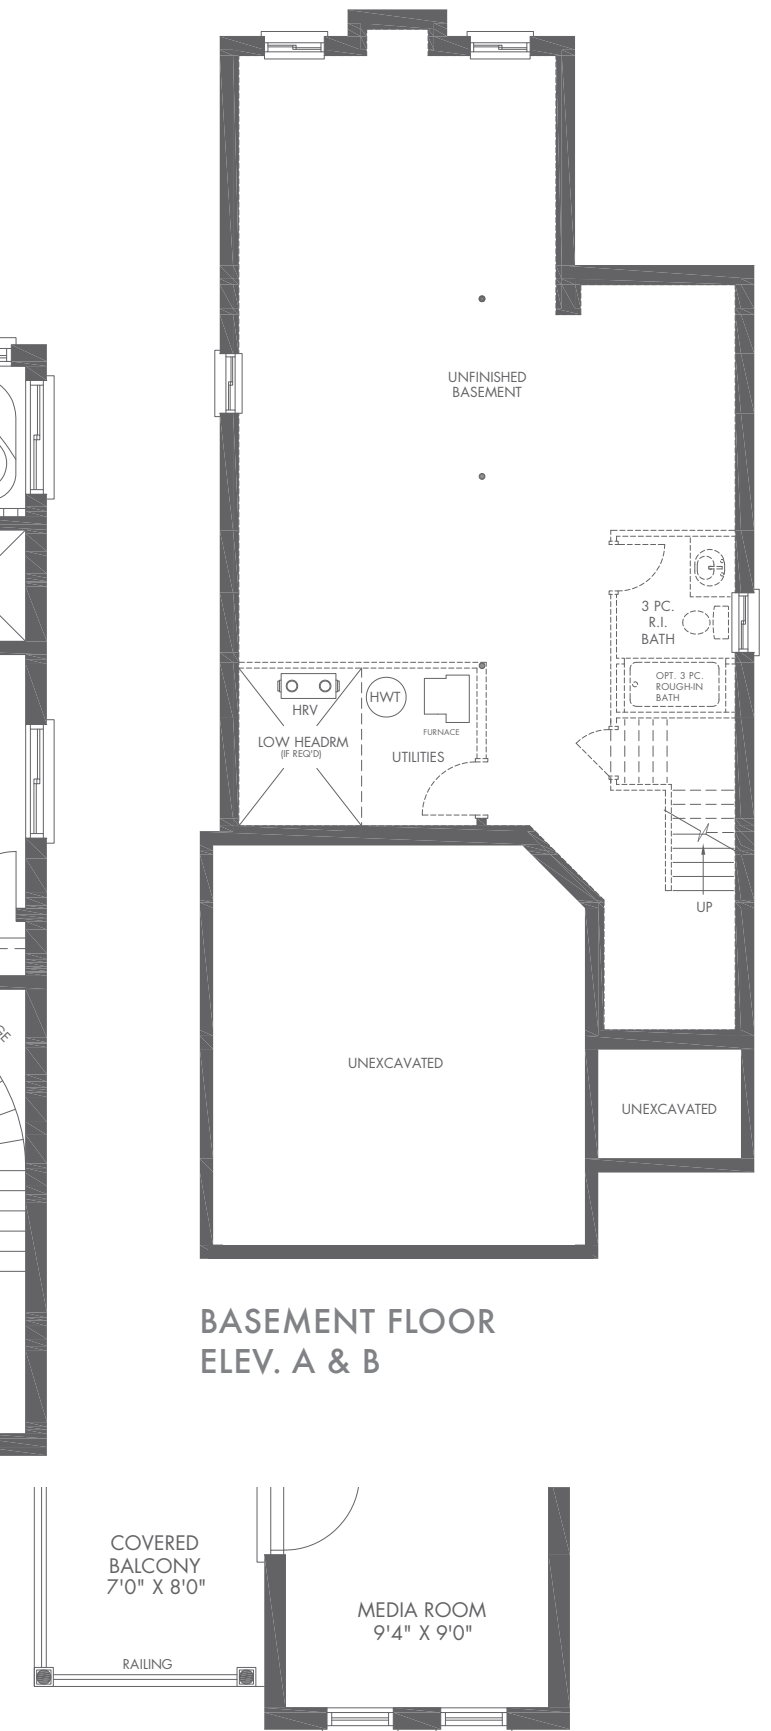 UNFINISHED
BASEMENT
3 PC.
R.I.
BATH
OPT. 3 PC.
ROUGH-IN
BATH
HRV
HWT
FURNACE
LOW HEADRM
(IF REQ'D)
UTILITIES
UP
UNEXCAVATED
UNEXCAVATED
BASEMENT FLOOR
ELEV. A & B
COVERED
BALCONY
7'0" X 8'0"
MEDIA ROOM
9'4" X 9'0"
RAILING